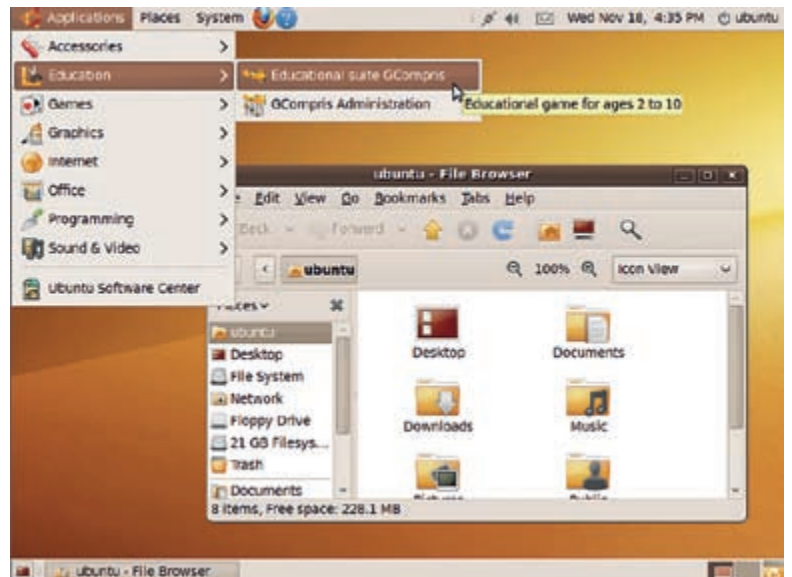 Applications Places System Wed Nov 18, 4:35 PM ubuntu
Accessories
Education
Educational suite GCompris
Games
GCompris Administration
Educational game for ages 2 to 10
Graphics
Internet
Office
Programming
Sound & Video
Ubuntu Software Center
ubuntu - File Browser
Edit View Go Bookmarks Tabs Help
Back Forward
ubuntu 100% Icon View
Places
ubuntu
Desktop
File System
Network
Floppy Drive
21 GB Filesys...
Trash
Documents
Desktop Documents
Downloads Music
Pictures Public
8 items, Free space: 228.1 MB
ubuntu - File Browser